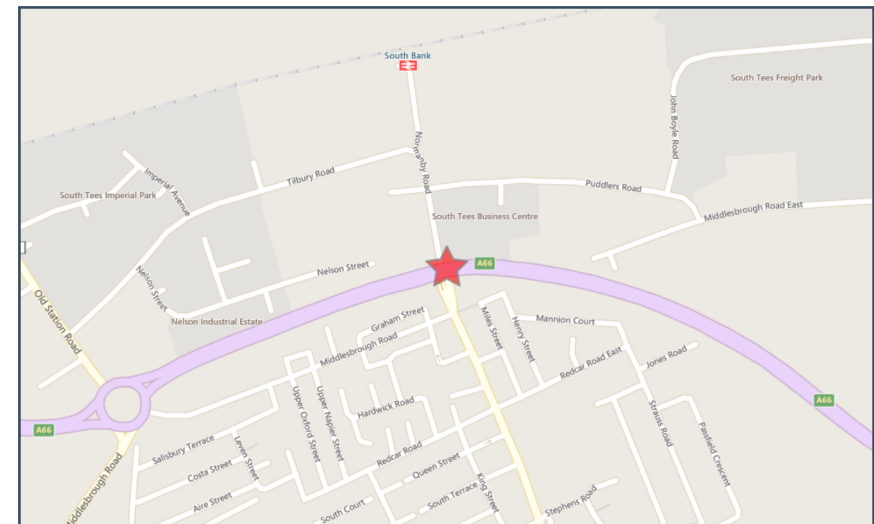 South Bank
South Tees Freight Park
John Boyle Road
Normanby Road
Imperial Avenue
Tilbury Road
Puddlers Road
South Tees Imperial Park
South Tees Business Centre
Middlesbrough Road East
A66
Nelson Street
Nelson Street
Old Station Road
Nelson Industrial Estate
Graham Street
Miles Street
Henry Street
Mannion Court
Middlesbrough Road
Redcar Road East
Jones Road
Upper Oxford Street
Upper Napier Street
Hardwick Road
A66
Strauss Road
Passfield Crescent
A66
Salisbury Terrace
Leven Street
Redcar Road
Costa Street
Queen Street
King Street
Middlesbrough Road
Aire Street
South Court
South Terrace
Stephens Road